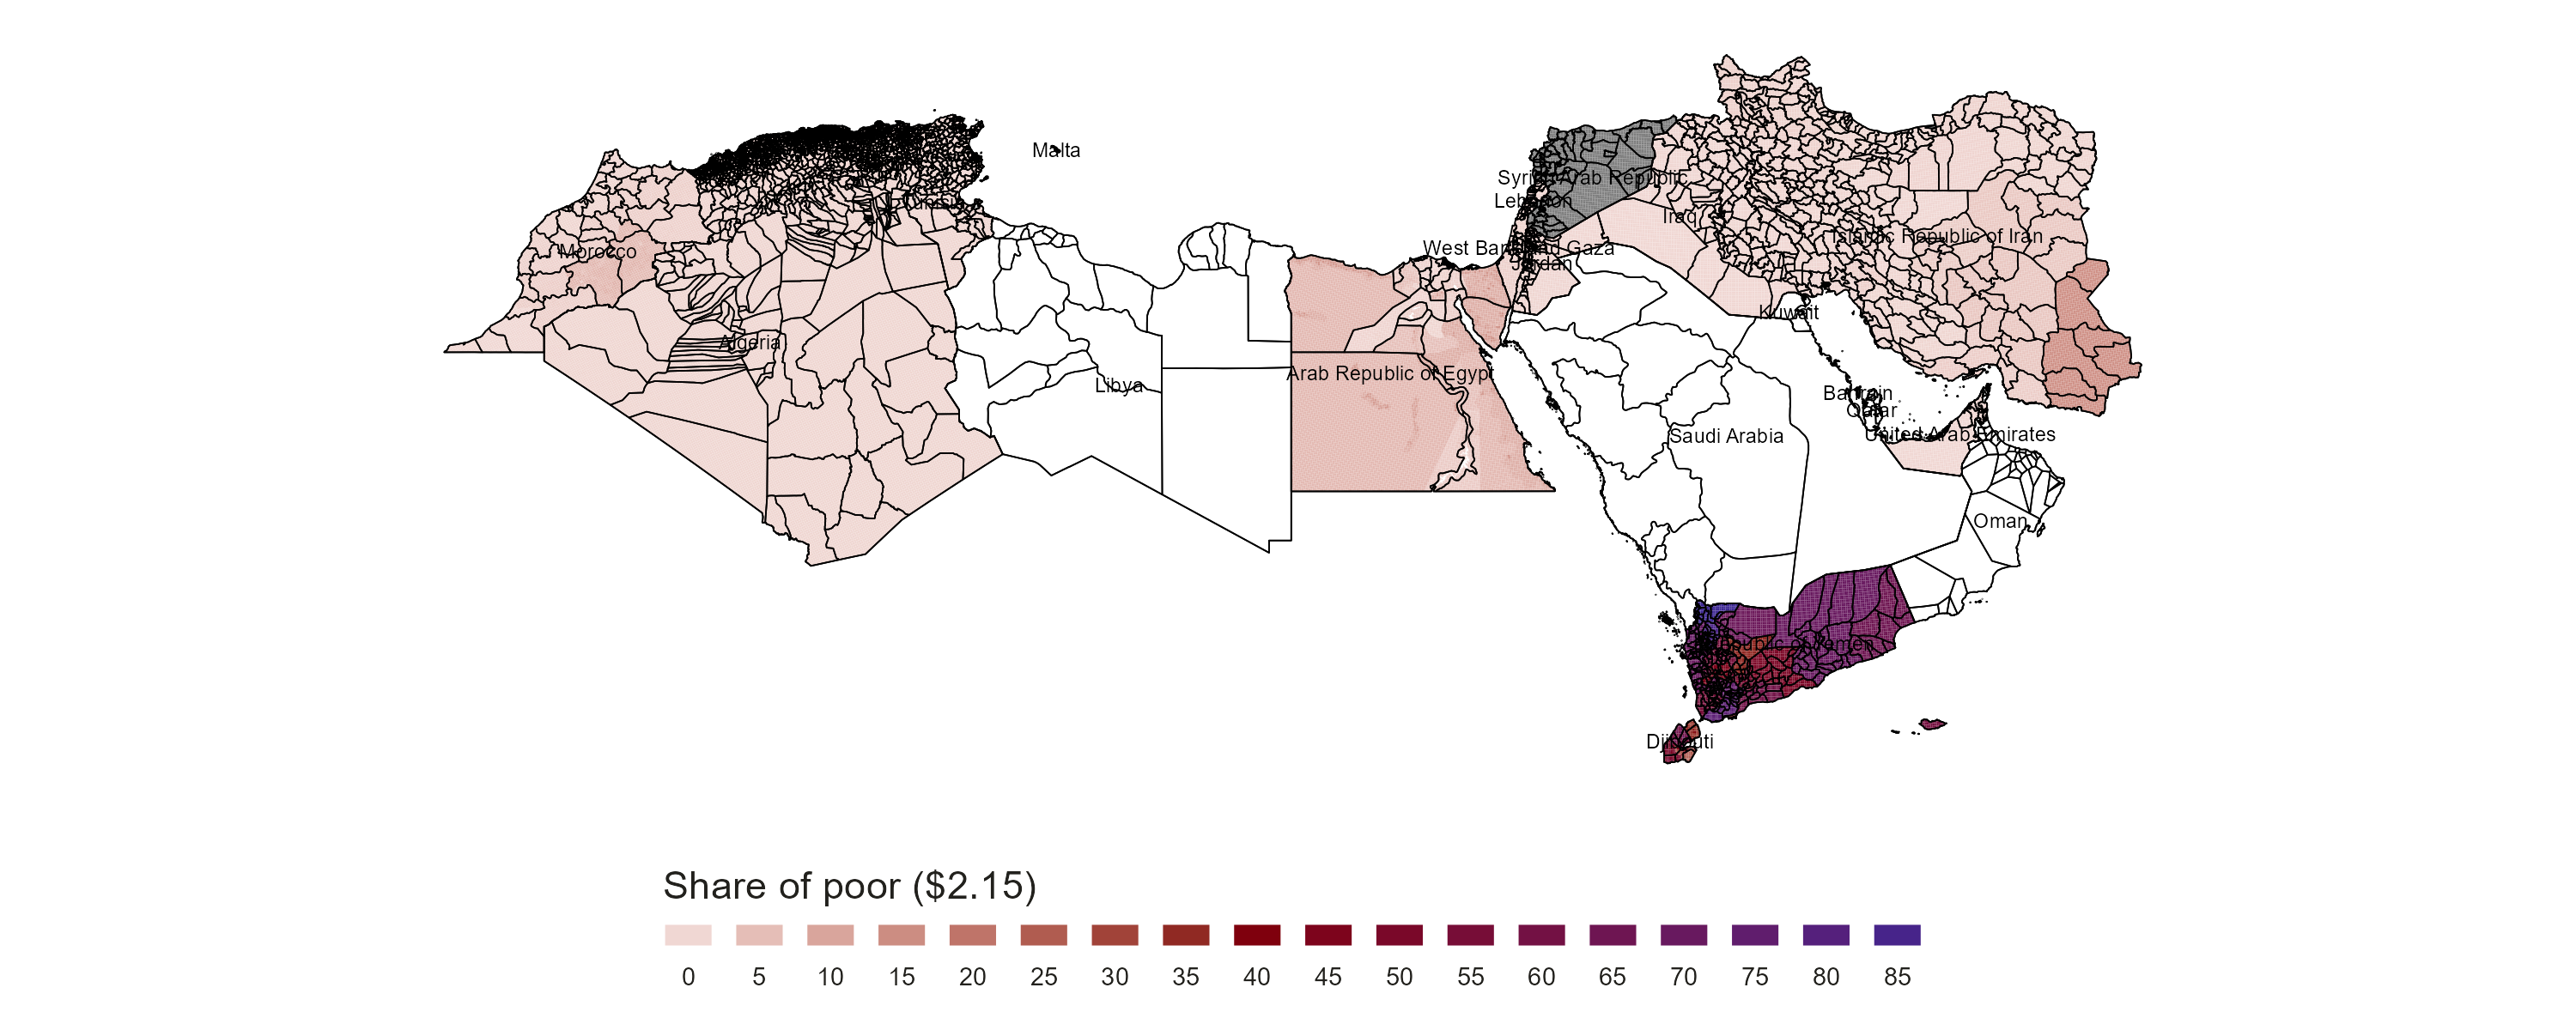 Malta
Syrian Arab Republic
Lebanon
Tunisia
Iraq
Islamic Republic of Iran
Morocco
West Bank and Gaza
Jordan
Kuwait
Algeria
Arab Republic of Egypt
Libya
Bahrain
Qatar
United Arab Emirates
Saudi Arabia
Oman
Republic of Yemen
Djibouti
Share of poor ($2.15)
0 5 10 15 20 25 30 35 40 45 50 55 60 65 70 75 80 85